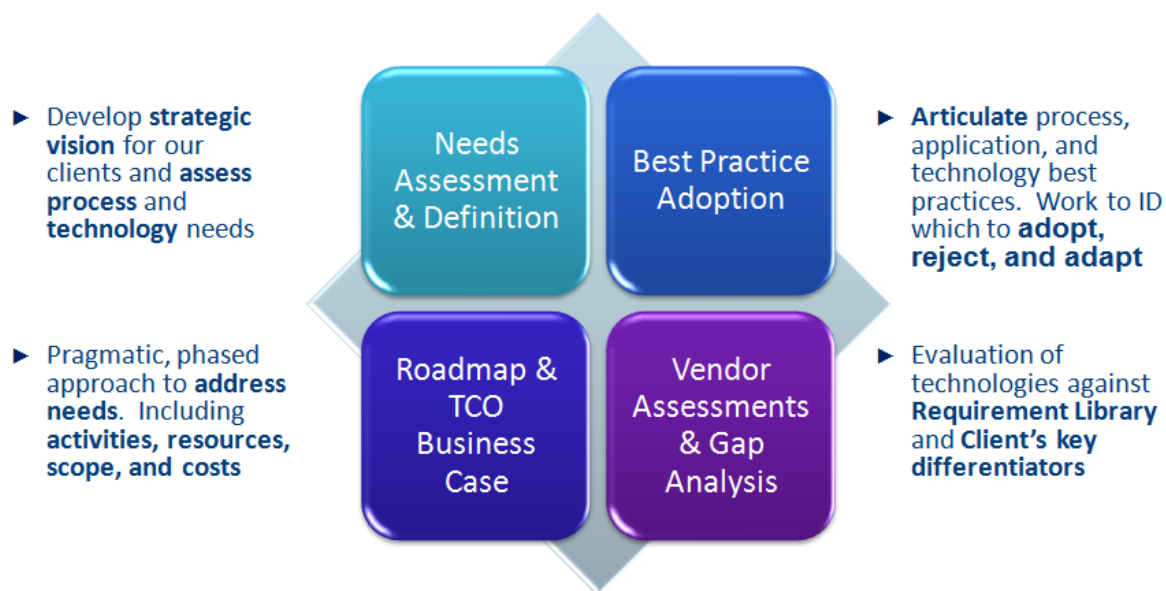 ► Develop strategic
vision for our
clients and assess
process and
technology needs
Needs
Assessment
& Definition
Best Practice
Adoption
► Articulate process,
application, and
technology best
practices.  Work to ID
which to adopt,
reject, and adapt
► Pragmatic, phased
approach to address
needs.  Including
activities, resources,
scope, and costs
Roadmap &
TCO
Business
Case
Vendor
Assessments
& Gap
Analysis
► Evaluation of
technologies against
Requirement Library
and Client's key
differentiators